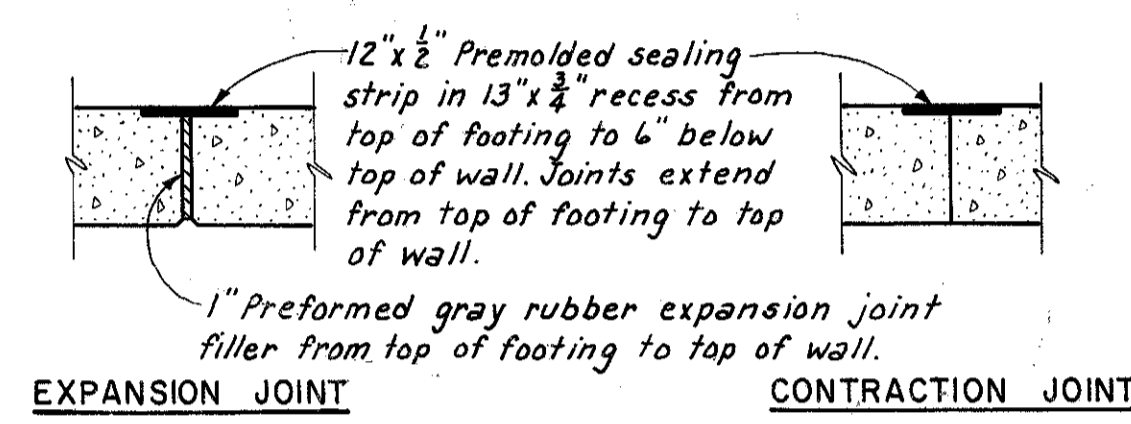 12" x 1/2" Premolded sealing
strip in 13" x 3/4" recess from
top of footing to 6" below
top of wall. Joints extend
from top of footing to top
of wall.
1" Preformed gray rubber expansion joint
filler from top of footing to top of wall.
EXPANSION JOINT
CONTRACTION JOINT